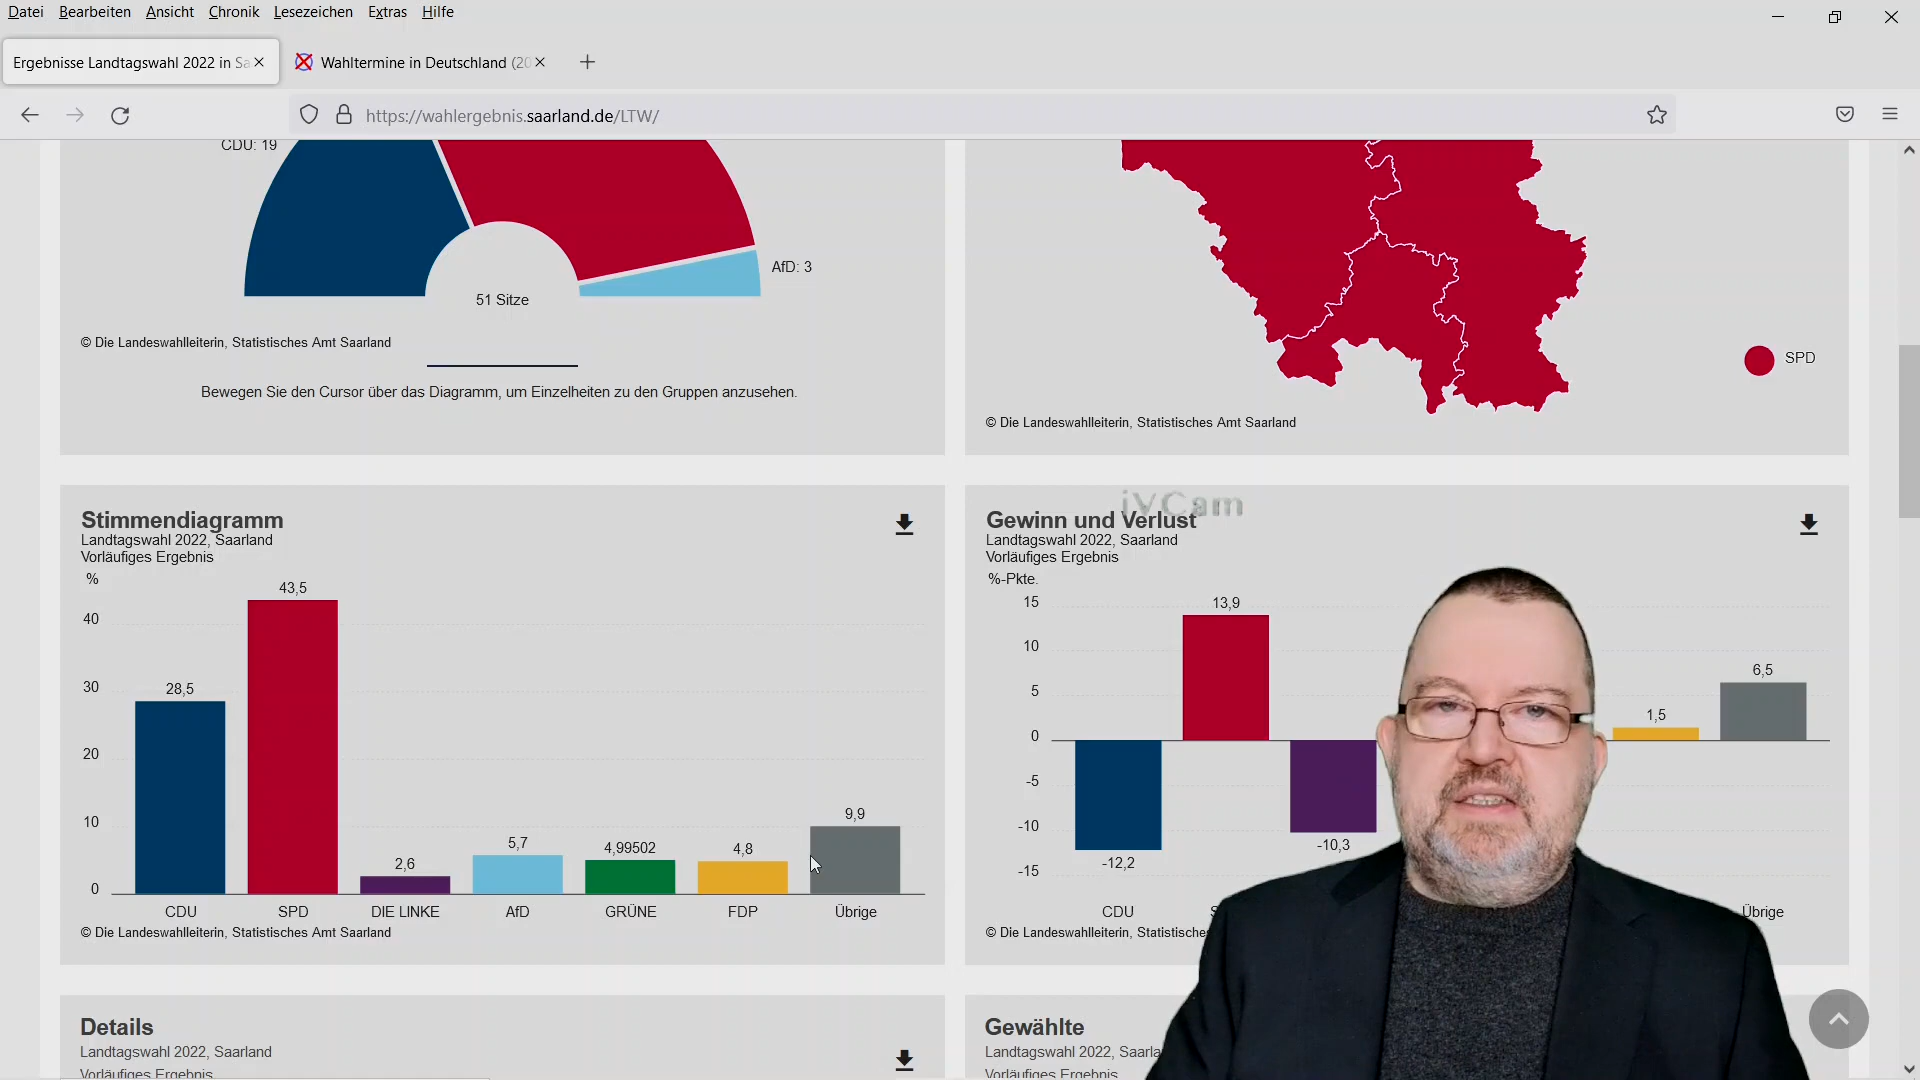 Datei Bearbeiten Ansicht Chronik Lesezeichen Extras Hilfe
Ergebnisse Landtagswahl 2022 in Sa
Wahltermine in Deutschland (20
https://wahlergebnis.saarland.de/LTW/
CDU: 19
AfD: 3
51 Sitze
© Die Landeswahlleiterin, Statistisches Amt Saarland
Bewegen Sie den Cursor über das Diagramm, um Einzelheiten zu den Gruppen anzusehen.
SPD
© Die Landeswahlleiterin, Statistisches Amt Saarland
Stimmendiagramm
Landtagswahl 2022, Saarland
Vorläufiges Ergebnis
%
40
30
20
10
0
28,5
43,5
2,6
5,7
4,99502
4,8
9,9
CDU SPD DIE LINKE AfD GRÜNE FDP Übrige
© Die Landeswahlleiterin, Statistisches Amt Saarland
iVCam
Gewinn und Verlust
Landtagswahl 2022, Saarland
Vorläufiges Ergebnis
%-Pkte.
15
10
5
0
-5
-10
-15
-12,2
13,9
-10,3
1,5
6,5
CDU S Übrige
© Die Landeswahlleiterin, Statistische
Details
Landtagswahl 2022, Saarland
Vorläufiges Ergebnis
Gewählte
Landtagswahl 2022, Saarla
Vorläufiges Ergebnis